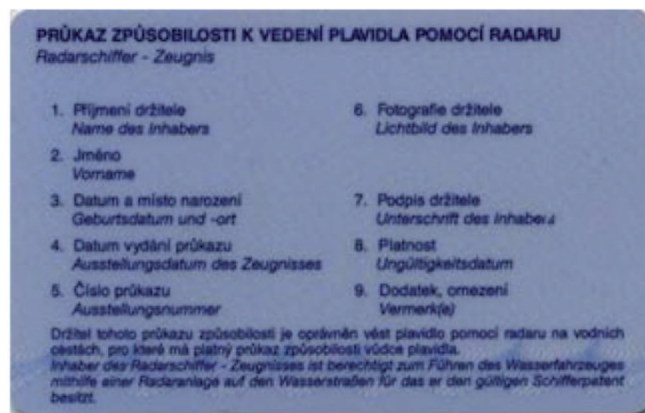 PRŮKAZ ZPŮSOBILOSTI K VEDENÍ PLAVIDLA POMOCÍ RADARU
Radarschiffer - Zeugnis
1. Příjmení držitele
Name des Inhabers
2. Jméno
Vorname
3. Datum a místo narození
Geburtsdatum und -ort
4. Datum vydání průkazu
Ausstellungsdatum des Zeugnisses
5. Číslo průkazu
Ausstellungsnummer
6. Fotografie držitele
Lichtbild des Inhabers
7. Podpis držitele
Unterschrift des Inhabers
8. Platnost
Ungültigkeitsdatum
9. Dodatek, omezení
Vermerk(e)
Držitel tohoto průkazu způsobilosti je oprávněn vést plavidlo pomocí radaru na vodních
cestách, pro které má platný průkaz způsobilosti vůdce plavidla.
Inhaber des Radarschiffer - Zeugnisses ist berechtigt zum Führen des Wasserfahrzeuges
mithilfe einer Radaranlage auf den Wasserstraßen für das er den gültigen Schifferpatent
besitzt.